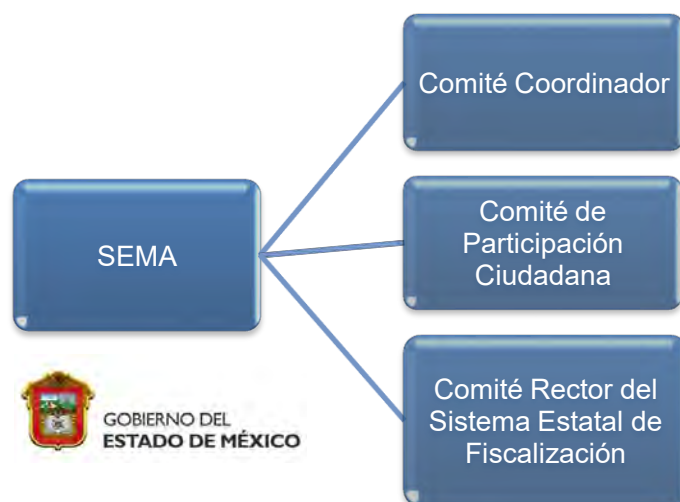 Comité Coordinador
SEMA
Comité de
Participación
Ciudadana
Comité Rector del
Sistema Estatal de
Fiscalización
GOBIERNO DEL
ESTADO DE MÉXICO